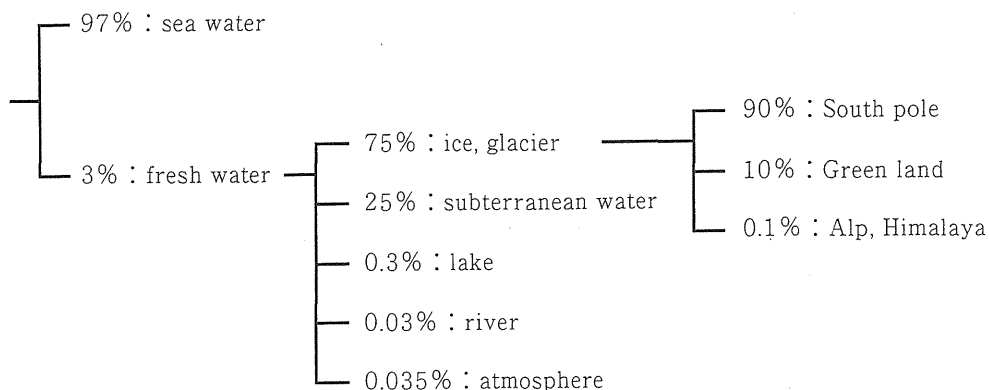 97% : sea water
3% : fresh water
75% : ice, glacier
25% : subterranean water
0.3% : lake
0.03% : river
0.035% : atmosphere
90% : South pole
10% : Green land
0.1% : Alp, Himalaya